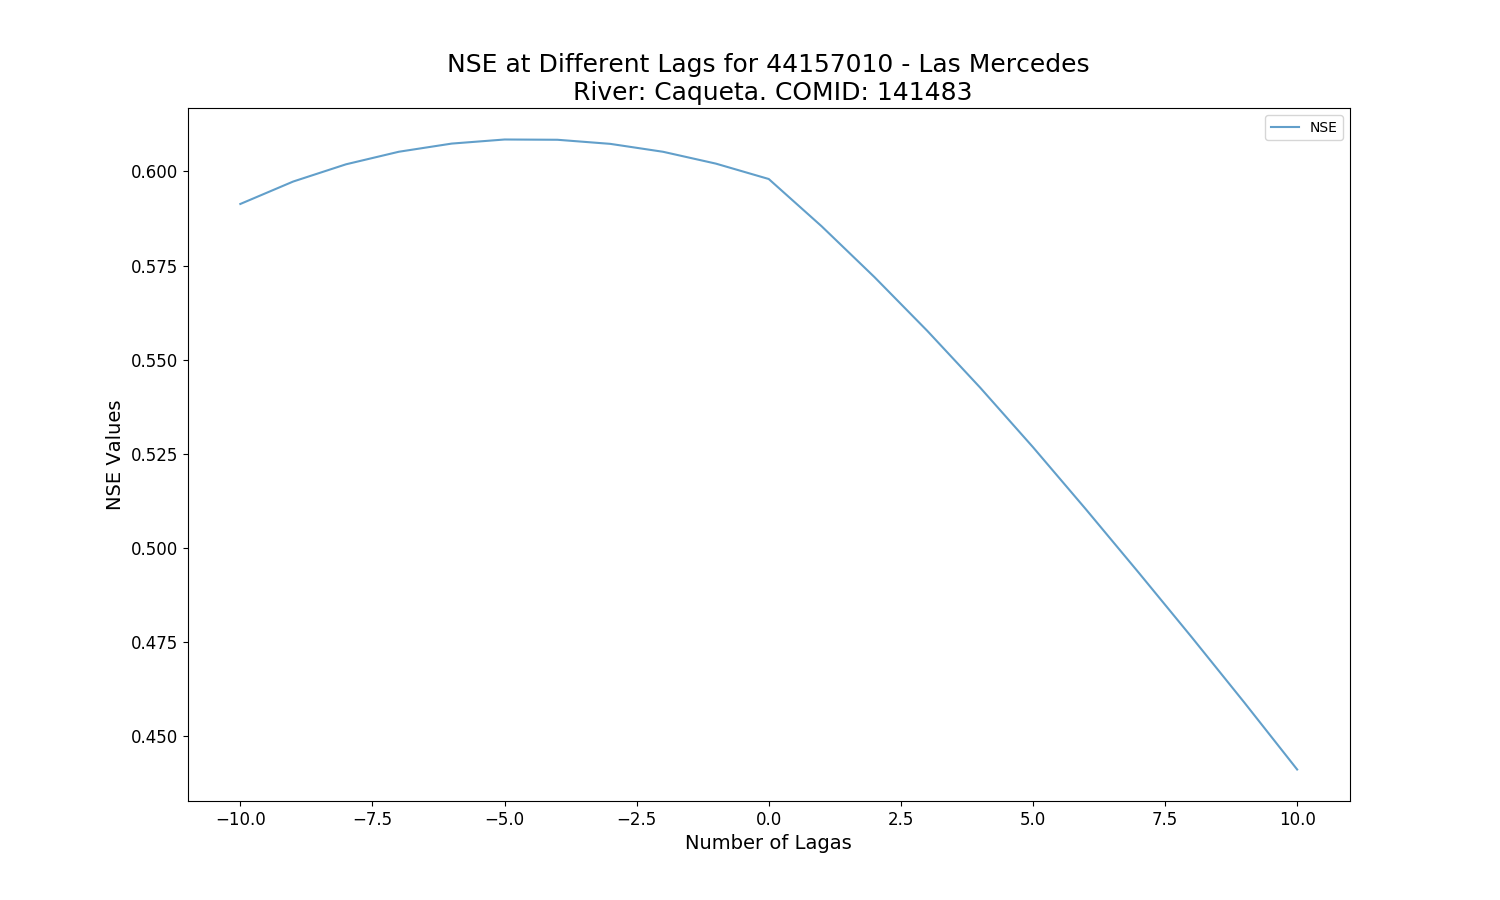 NSE at Different Lags for 44157010 - Las Mercedes
River: Caqueta. COMID: 141483
NSE
0.600
0.575
0.550
0.525
0.500
0.475
0.450
NSE Values
−10.0 −7.5 −5.0 −2.5 0.0 2.5 5.0 7.5 10.0
Number of Lagas